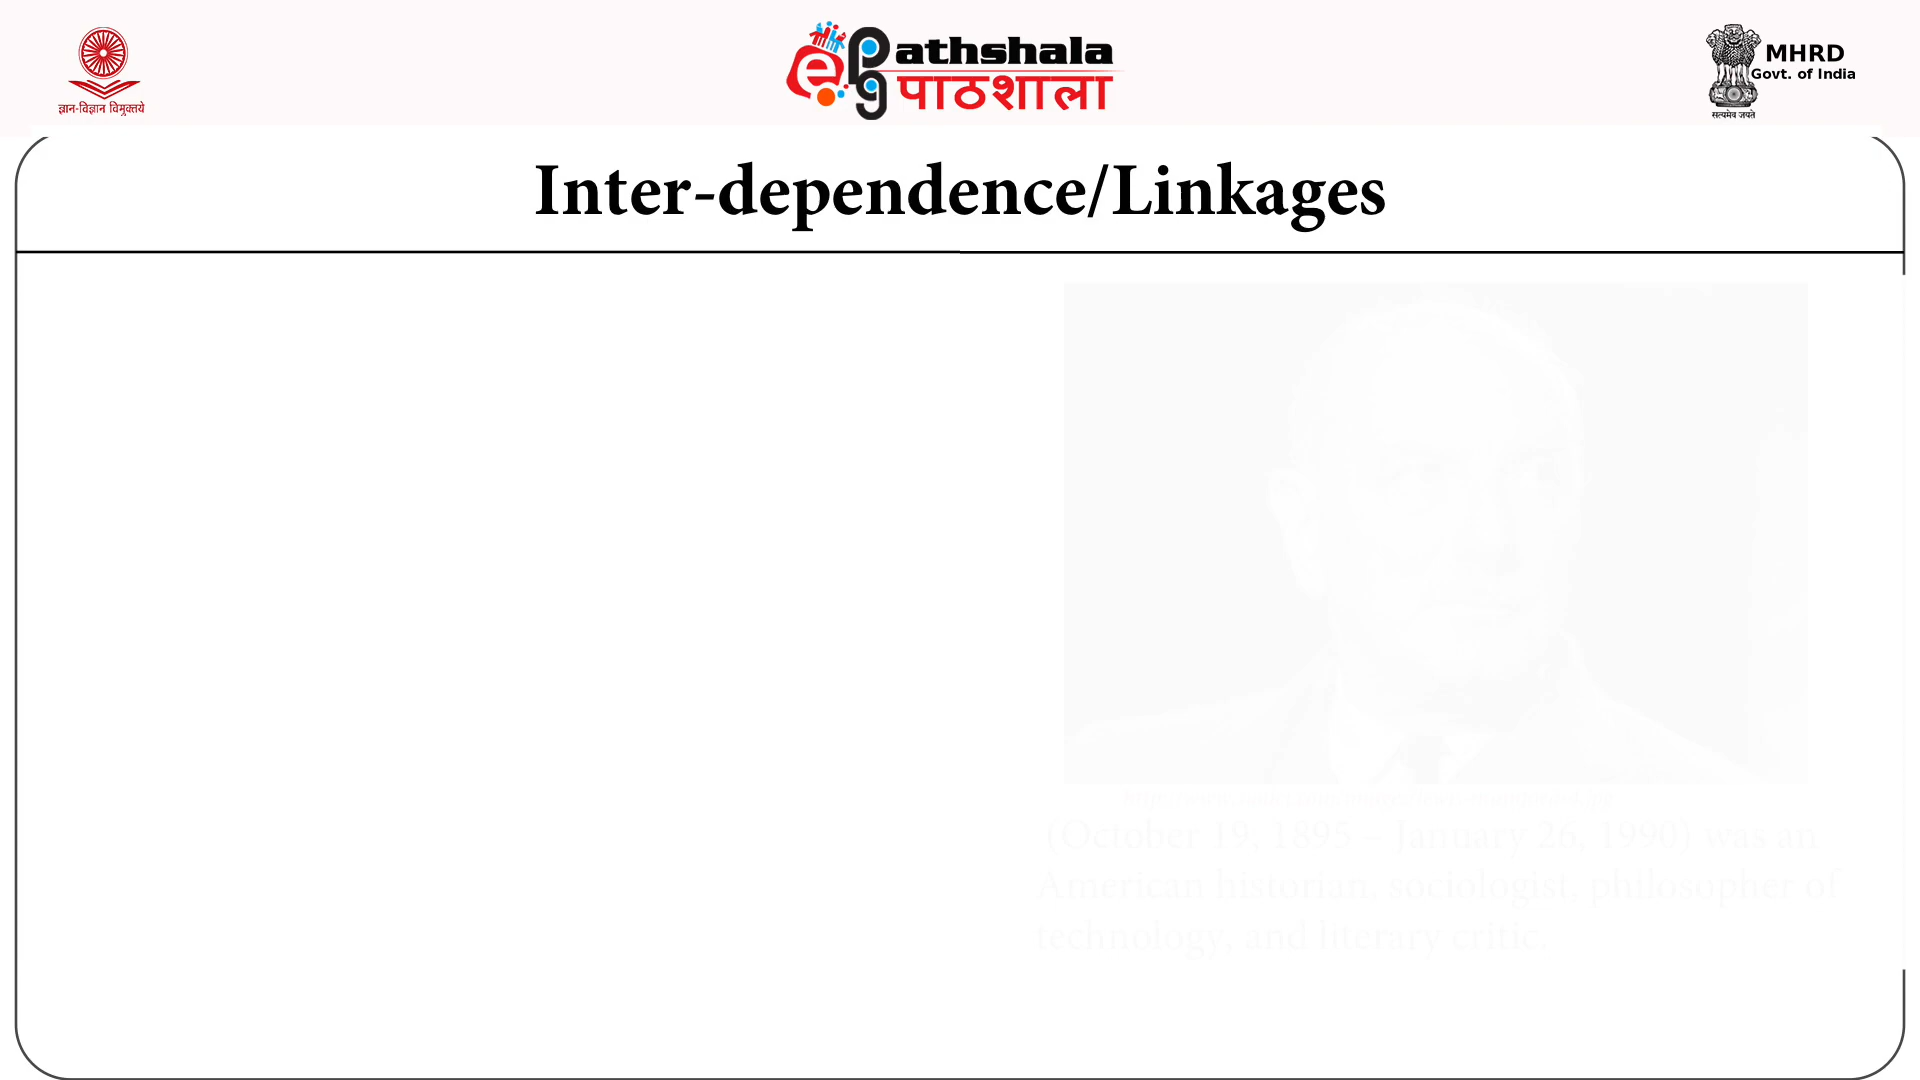 ज्ञान-विज्ञान विमुक्तये
e PG athshala
पाठशाला
MHRD
Govt. of India
सत्यमेव जयते
Inter-dependence/Linkages
(October 19, 1895 – January 26, 1990) was an
American historian, sociologist, philosopher of
technology, and literary critic.